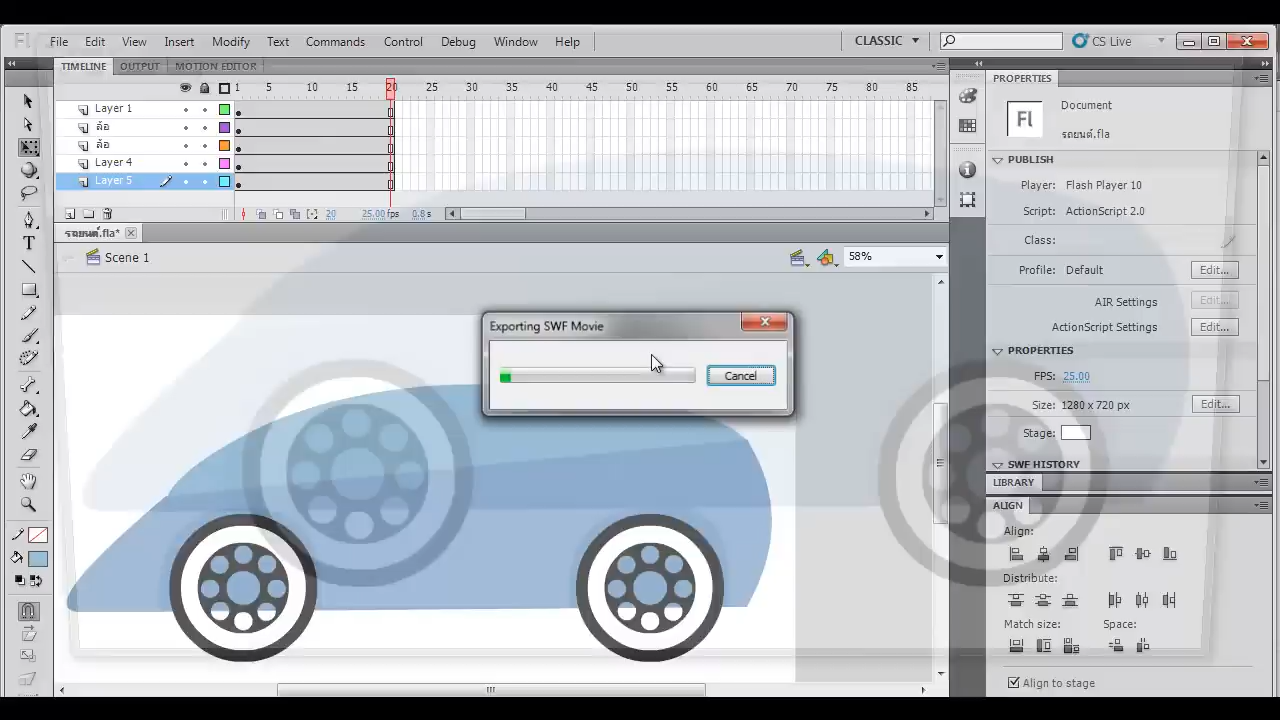 Fl File Edit View Insert Modify Text Commands Control Debug Window Help CLASSIC CS Live
TIMELINE OUTPUT MOTION EDITOR
1 5 10 15 20 25 30 35 40 45 50 55 60 65 70 75 80 85
Layer 1
ล้อ
ล้อ
Layer 4
Layer 5
20 25.00 fps 0.8 s
รถยนต์.fla*
Scene 1 58%
Exporting SWF Movie
Cancel
PROPERTIES
Fl
Document
รถยนต์.fla
PUBLISH
Player: Flash Player 10
Script: ActionScript 2.0
Class:
Profile: Default Edit...
AIR Settings Edit...
ActionScript Settings Edit...
PROPERTIES
FPS: 25.00
Size: 1280 x 720 px Edit...
Stage:
SWF HISTORY
LIBRARY
ALIGN
Align:
Distribute:
Match size: Space:
Align to stage